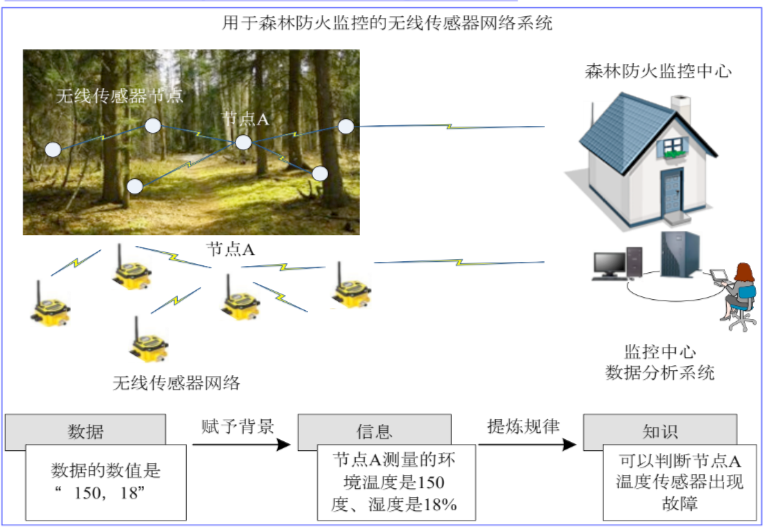 用于森林防火监控的无线传感器网络系统
森林防火监控中心
无线传感器节点
节点A
节点A
无线传感器网络
监控中心
数据分析系统
数据
赋予背景
信息
提炼规律
知识
数据的数值是
“ 150，18”
节点A测量的环
境温度是150
度、湿度是18%
可以判断节点A
温度传感器出现
故障